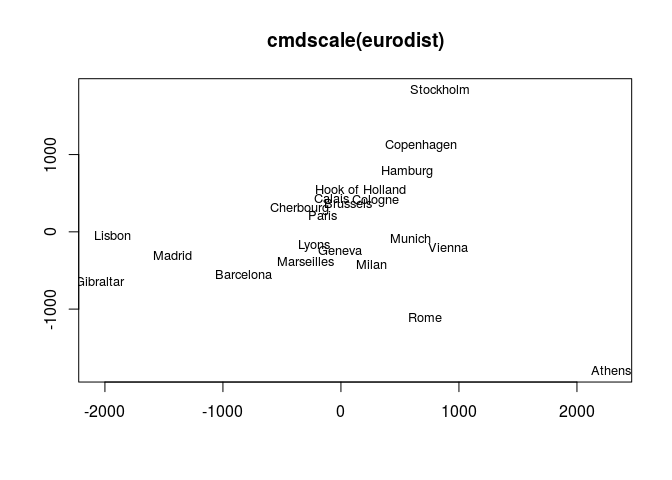 cmdscale(eurodist)
Stockholm
Copenhagen
1000
Hamburg
Hook of Holland
Calais
Cologne
Brussels
Cherbourg
Paris
0
Lisbon
Munich
Lyons
Vienna
Geneva
Madrid
Marseilles
Milan
Barcelona
Gibraltar
-1000
Rome
Athens
-2000 -1000 0 1000 2000